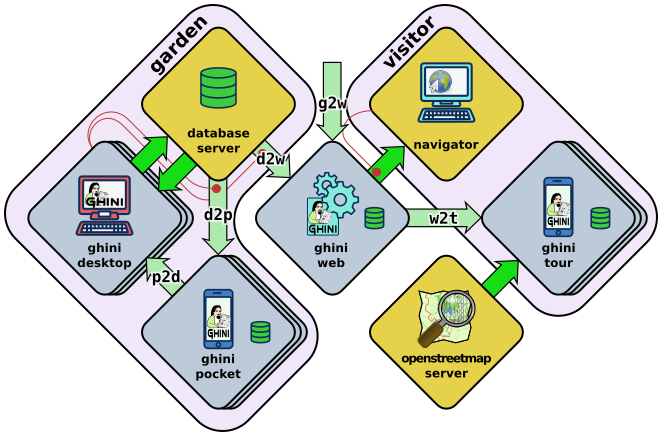 garden
visitor
database
server
navigator
g2w
d2w
d2p
p2d
w2t
GHINI
ghini
desktop
GHINI
ghini
web
GHINI
ghini
tour
GHINI
ghini
pocket
openstreetmap
server